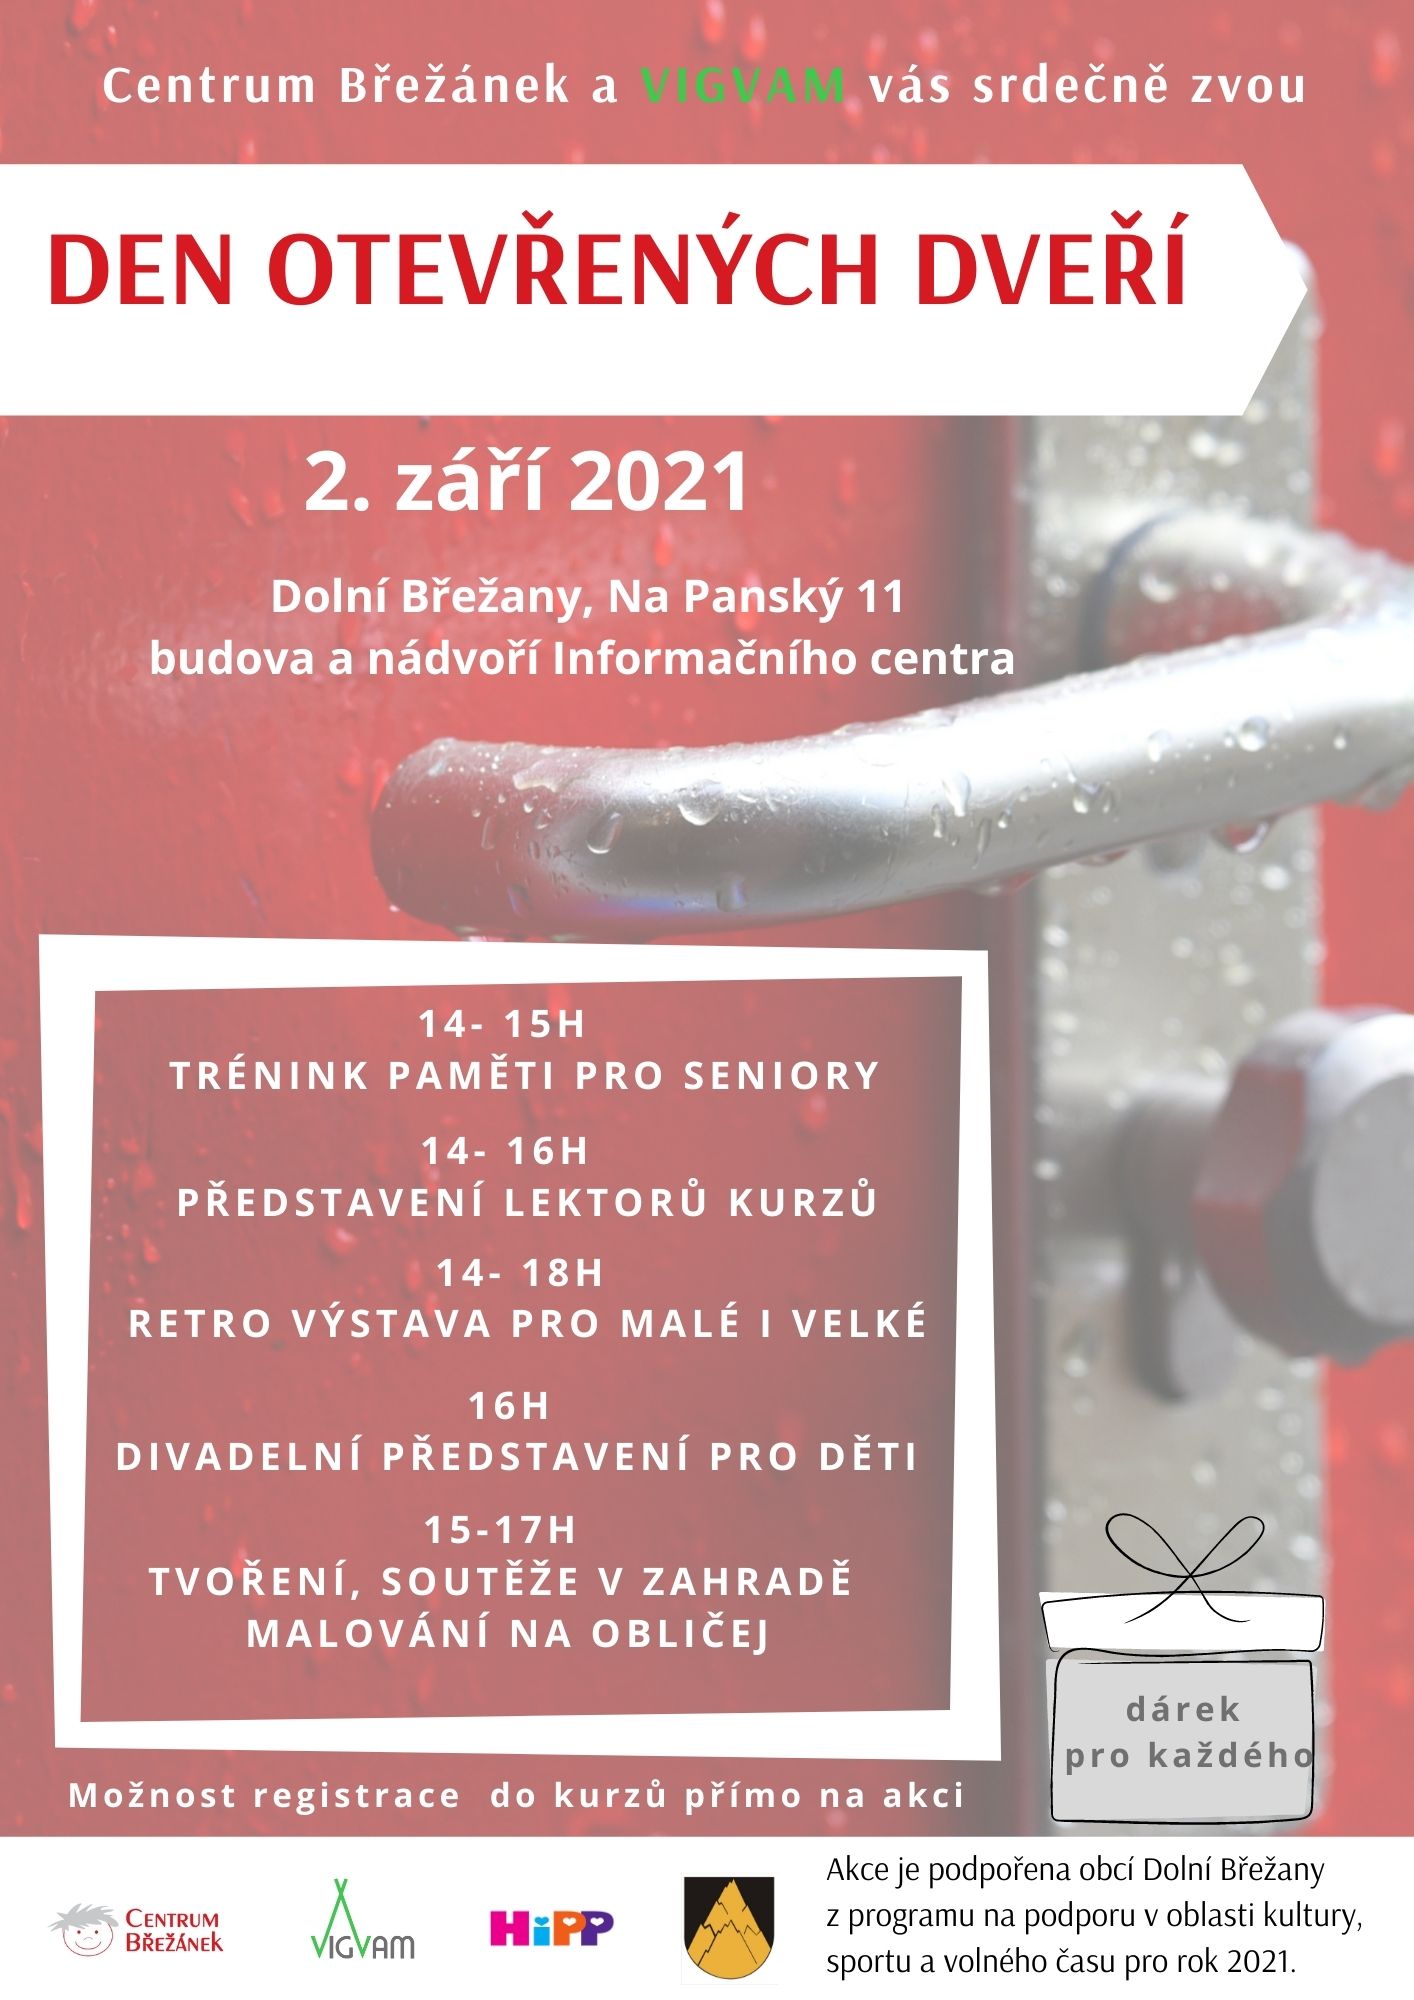 Centrum Břežánek a VIGVAM vás srdečně zvou
DEN OTEVŘENÝCH DVEŘÍ
2. září 2021
Dolní Břežany, Na Panský 11
budova a nádvoří Informačního centra
14- 15H
TRÉNINK PAMĚTI PRO SENIORY
14- 16H
PŘEDSTAVENÍ LEKTORŮ KURZŮ
14- 18H
RETRO VÝSTAVA PRO MALÉ I VELKÉ
16H
DIVADELNÍ PŘEDSTAVENÍ PRO DĚTI
15-17H
TVOŘENÍ, SOUTĚŽE V ZAHRADĚ
MALOVÁNÍ NA OBLIČEJ
dárek
pro každého
Možnost registrace do kurzů přímo na akci
CENTRUM
BŘEŽÁNEK
VIGVAM
HiPP
Akce je podpořena obcí Dolní Břežany
z programu na podporu v oblasti kultury,
sportu a volného času pro rok 2021.